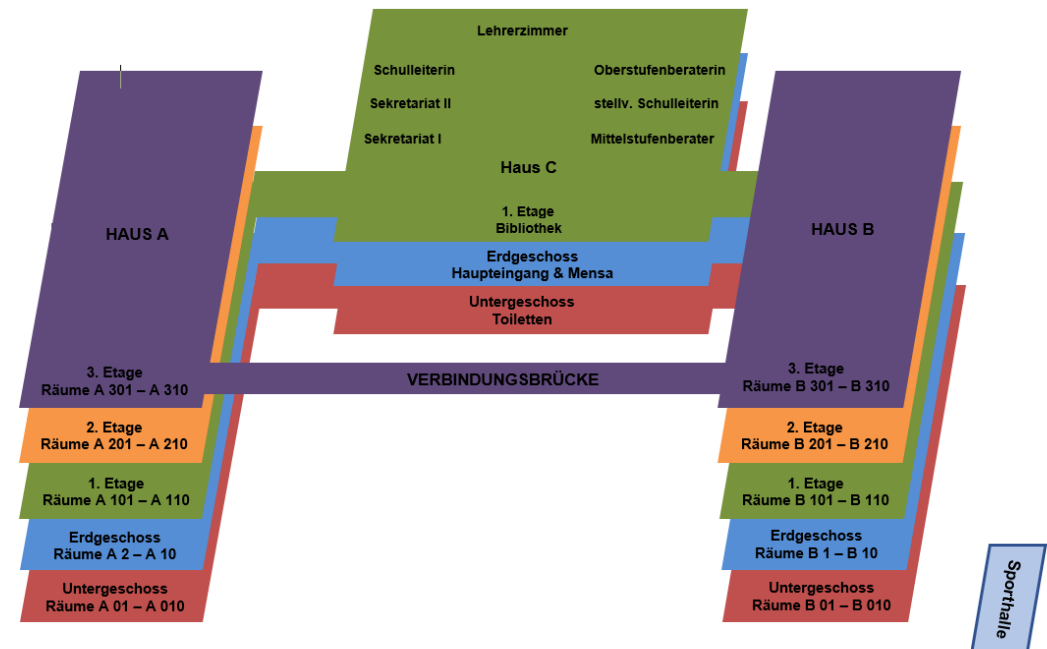 Lehrerzimmer
Schulleiterin
Oberstufenberaterin
Sekretariat II
stellv. Schulleiterin
Sekretariat I
Mittelstufenberater
Haus C
1. Etage
Bibliothek
Erdgeschoss
Haupteingang & Mensa
Untergeschoss
Toiletten
HAUS A
3. Etage
Räume A 301 – A 310
2. Etage
Räume A 201 – A 210
1. Etage
Räume A 101 – A 110
Erdgeschoss
Räume A 2 – A 10
Untergeschoss
Räume A 01 – A 010
VERBINDUNGSBRÜCKE
HAUS B
3. Etage
Räume B 301 – B 310
2. Etage
Räume B 201 – B 210
1. Etage
Räume B 101 – B 110
Erdgeschoss
Räume B 1 – B 10
Untergeschoss
Räume B 01 – B 010
Sporthalle